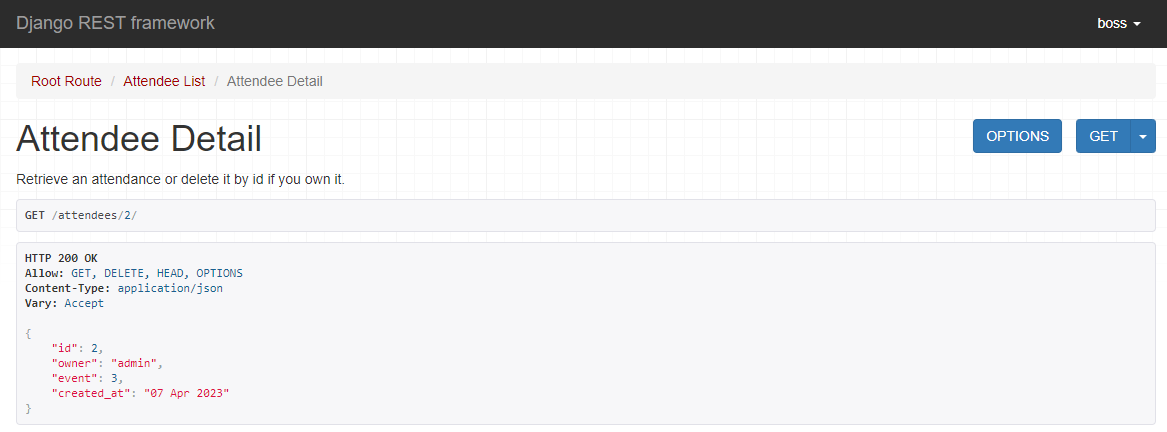 Django REST framework boss
Root Route / Attendee List / Attendee Detail
Attendee Detail OPTIONS GET
Retrieve an attendance or delete it by id if you own it.
GET /attendees/2/
HTTP 200 OK
Allow: GET, DELETE, HEAD, OPTIONS
Content-Type: application/json
Vary: Accept
{
    "id": 2,
    "owner": "admin",
    "event": 3,
    "created_at": "07 Apr 2023"
}